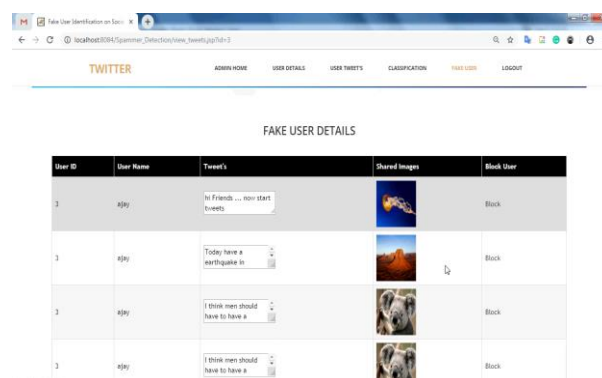 Fake User Identification on Soci
localhost:8084/Spammer_Detection/view_tweets.jsp?id=3
TWITTER ADMIN HOME USER DETAILS USER TWEET'S CLASSIFICATION FAKE USER LOGOUT
FAKE USER DETAILS
User ID User Name Tweet's Shared Images Block User
3 ajay hi Friends ..., now start Block
tweets
3 ajay Today have a Block
earthquake in
3 ajay I think men should Block
have to have a
3 ajay I think men should Block
have to have a